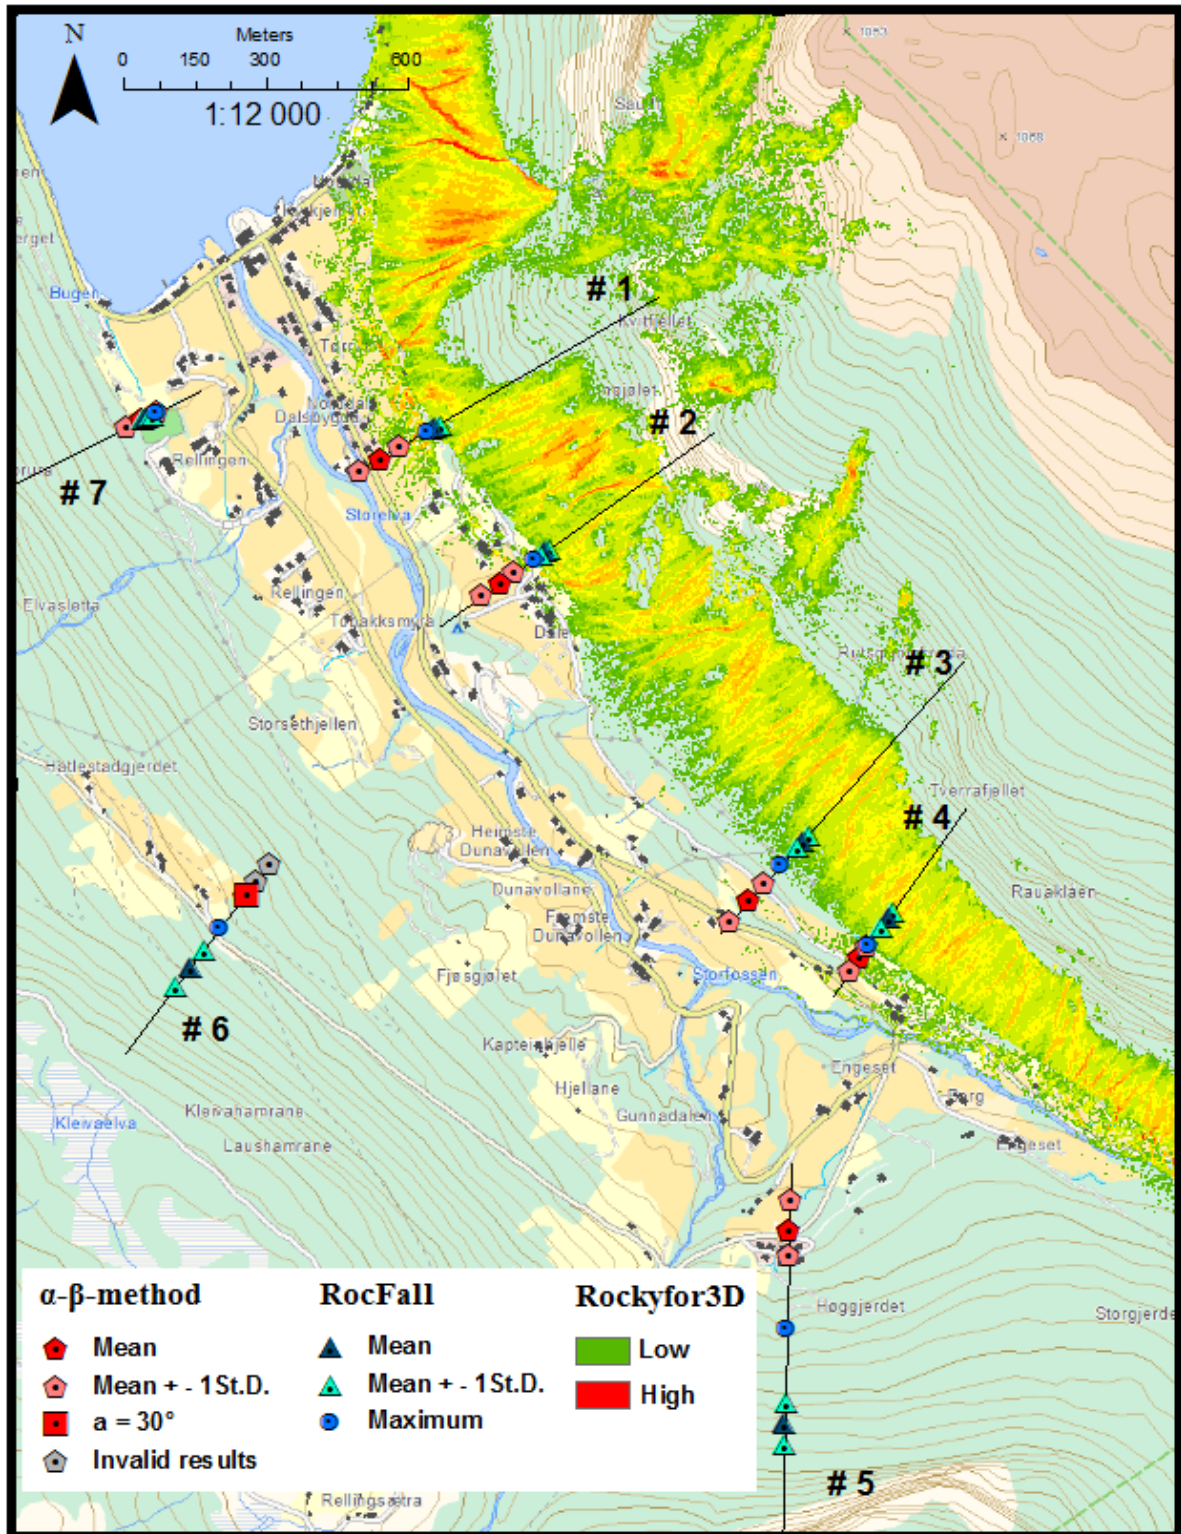 N
Meters
0 150 300 600
1:12 000
1063
1068
# 1
Bugen
Kvitfjellet
# 2
Dalsbygda
Rellingen
# 7
Storelva
Elvasletta
Rellingen
Tobakksmyra
Dale
# 3
Storsethjellen
Hatlestadgjerdet
Tverrafjellet
# 4
Heimste
Dunavollen
Dunavollane
Rauaklaen
Fremste
Dunavollen
Fjøsgjølet
Storfossen
# 6
Kapteinhjelle
Engeset
Hjellane
Berg
Kleivahamrane
Gunnadalen
Kleivaelva
Laushamrane
Engeset
α-β-method
Mean
Mean + - 1St.D.
a = 30°
Invalid results
RocFall
Mean
Mean + - 1St.D.
Maximum
Rockyfor3D
Low
High
Høggjerdet
Storgjerde
# 5
Rellingsætra